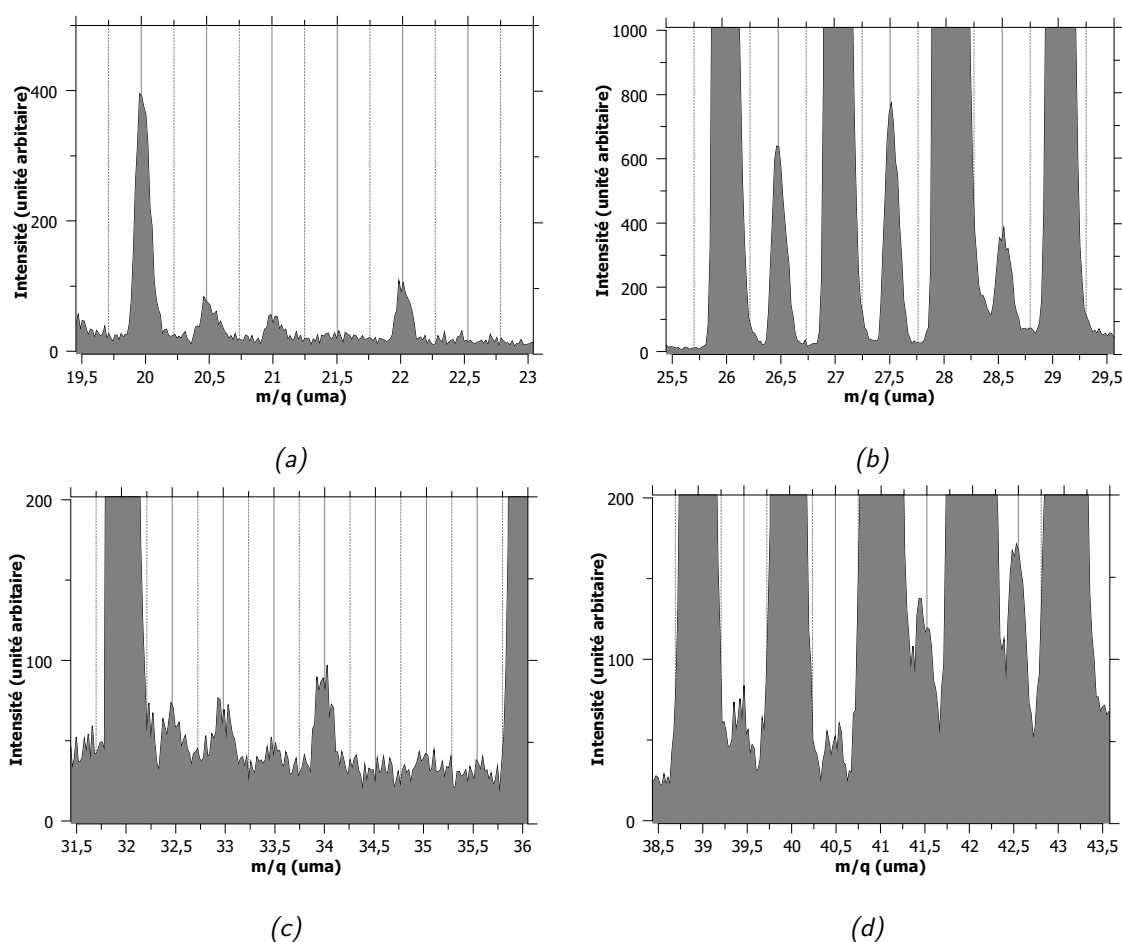 Intensité (unité arbitaire)
400
200
0
19,5 20 20,5 21 21,5 22 22,5 23
m/q (uma)
(a)
Intensité (unité arbitaire)
1000
800
600
400
200
0
25,5 26 26,5 27 27,5 28 28,5 29 29,5
m/q (uma)
(b)
Intensité (unité arbitaire)
200
100
0
31,5 32 32,5 33 33,5 34 34,5 35 35,5 36
m/q (uma)
(c)
Intensité (unité arbitaire)
200
100
0
38,5 39 39,5 40 40,5 41 41,5 42 42,5 43 43,5
m/q (uma)
(d)